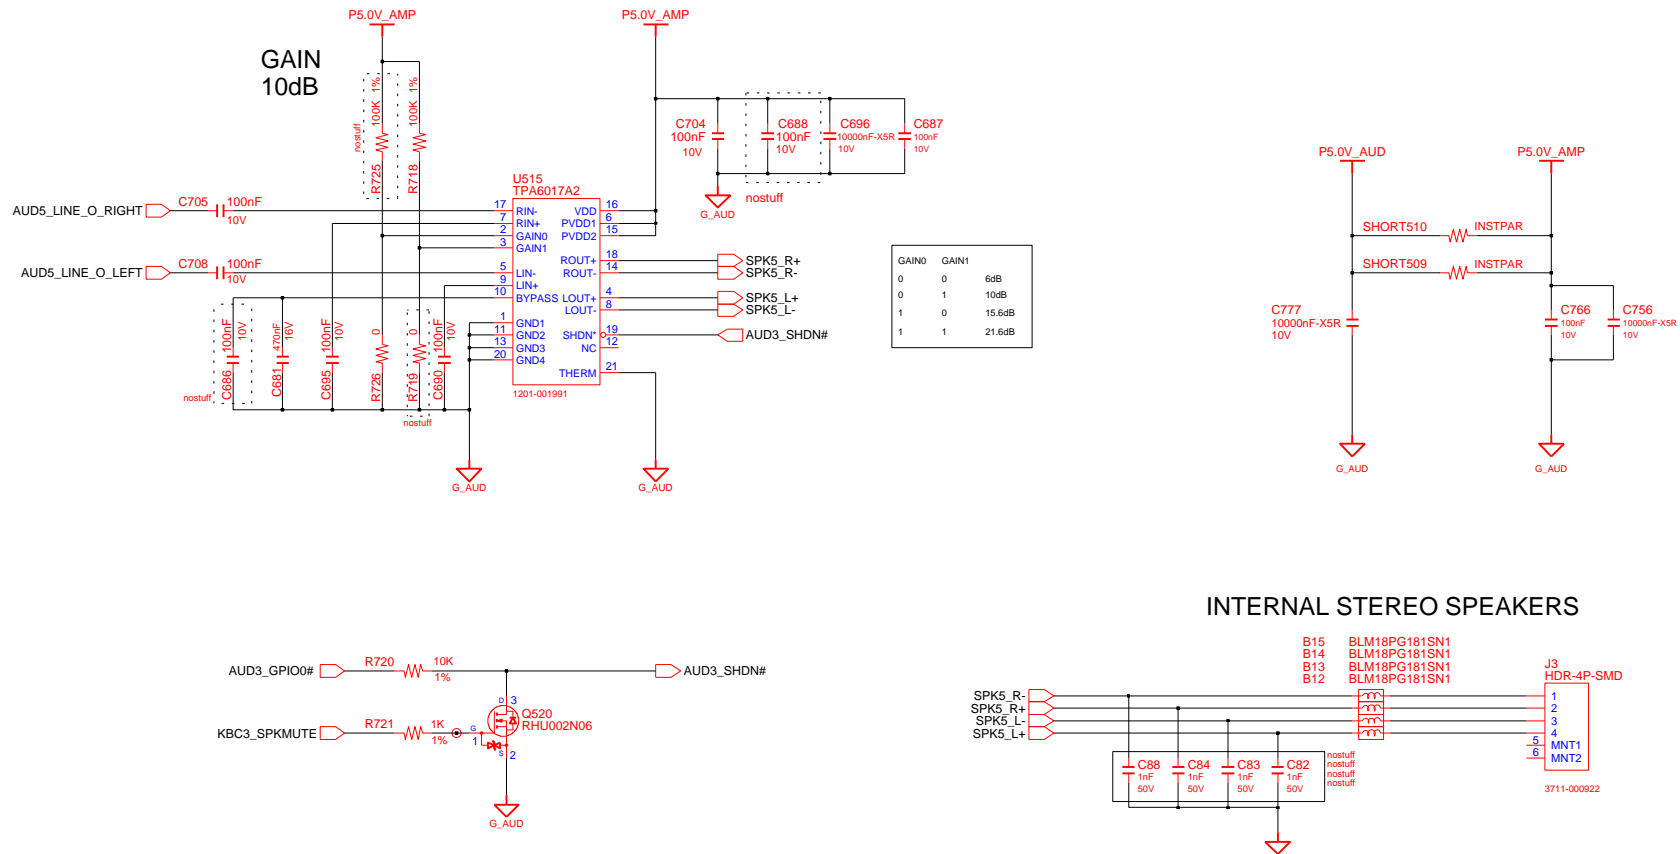 P5.0V_AMP
P5.0V_AMP
GAIN
10dB
nostuff
100K 1%
R725
100K 1%
R718
C704
100nF
10V
C688
100nF
10V
C696
10000nF-X5R
10V
C687
100nF
10V
nostuff
G_AUD
P5.0V_AUD
P5.0V_AMP
SHORT510
INSTPAR
SHORT509
INSTPAR
C777
10000nF-X5R
10V
C766
100nF
10V
C756
10000nF-X5R
10V
G_AUD
G_AUD
U515
TPA6017A2
AUD5_LINE_O_RIGHT
C705
100nF
10V
AUD5_LINE_O_LEFT
C708
100nF
10V
17 RIN-
7 RIN+
2 GAIN0
3 GAIN1
5 LIN-
9 LIN+
10 BYPASS
1 GND1
11 GND2
13 GND3
20 GND4
VDD 16
PVDD1 6
PVDD2 15
ROUT+ 18
ROUT- 14
LOUT+ 4
LOUT- 8
SHDN* 19
NC 12
THERM 21
1201-001991
SPK5_R+
SPK5_R-
SPK5_L+
SPK5_L-
AUD3_SHDN#
GAIN0 GAIN1
0 0 6dB
0 1 10dB
1 0 15.6dB
1 1 21.6dB
C686
100nF
10V
nostuff
C681
470nF
16V
C695
100nF
10V
R726
0
R719
0
nostuff
C690
100nF
10V
G_AUD
G_AUD
AUD3_GPIO0#
R720
10K
1%
AUD3_SHDN#
KBC3_SPKMUTE
R721
1K
1%
D 3
G
1
S
2
Q520
RHU002N06
G_AUD
INTERNAL STEREO SPEAKERS
B15 BLM18PG181SN1
B14 BLM18PG181SN1
B13 BLM18PG181SN1
B12 BLM18PG181SN1
J3
HDR-4P-SMD
SPK5_R-
SPK5_R+
SPK5_L-
SPK5_L+
1
2
3
4
5 MNT1
6 MNT2
3711-000922
C88
1nF
50V
C84
1nF
50V
C83
1nF
50V
C82
1nF
50V
nostuff
nostuff
nostuff
nostuff